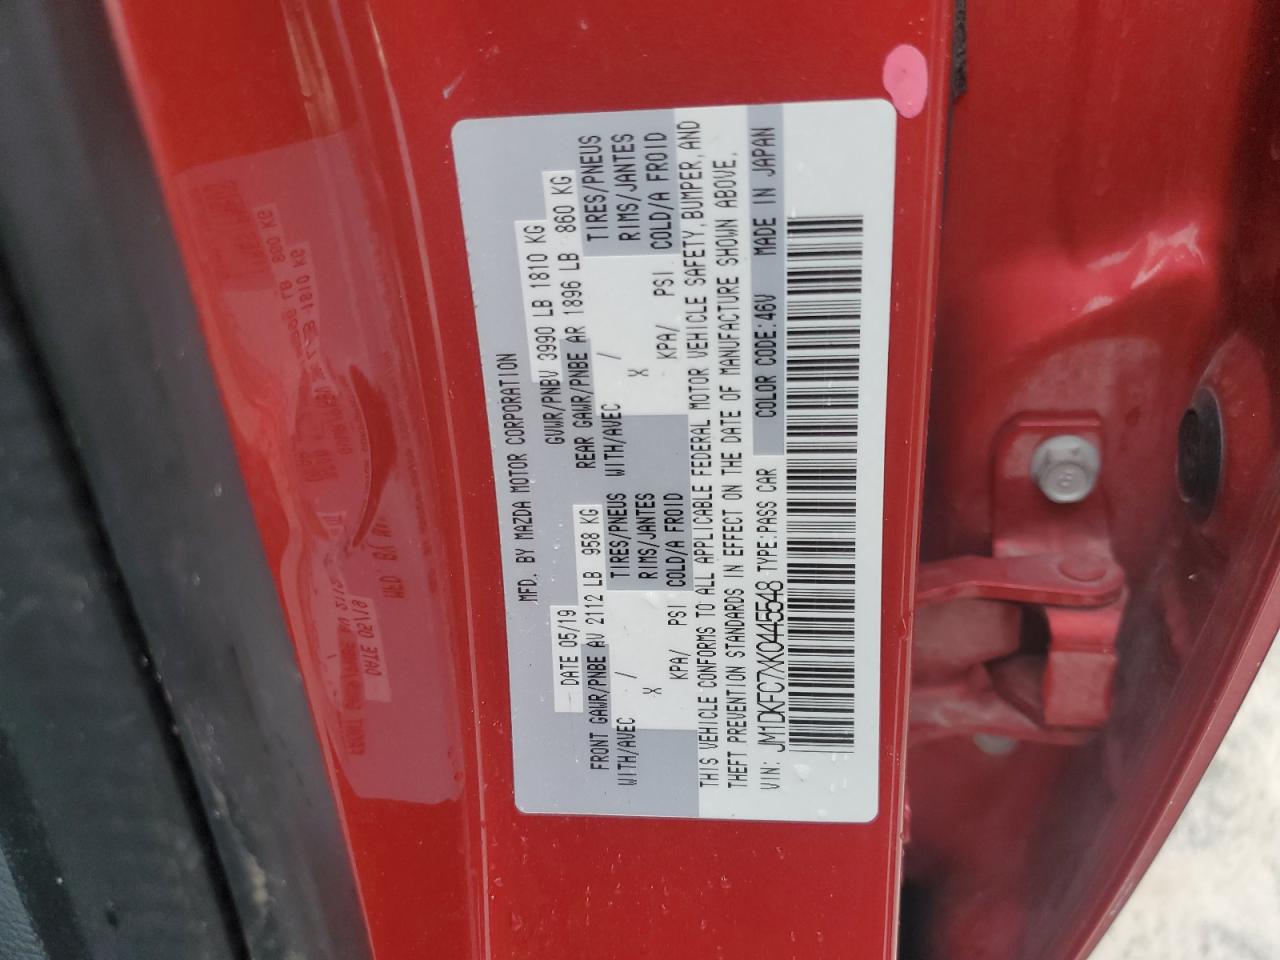 MFD. BY MAZDA MOTOR CORPORATION
DATE 05/19 GVWR/PNBV 3990 LB 1810 KG
FRONT GAWR/PNBE AV 2112 LB 958 KG REAR GAWR/PNBE AR 1896 LB 860 KG
WITH/AVEC / TIRES/PNEUS WITH/AVEC / TIRES/PNEUS
X RIMS/JANTES X RIMS/JANTES
KPA/ PSI COLD/A FROID KPA/ PSI COLD/A FROID
THIS VEHICLE CONFORMS TO ALL APPLICABLE FEDERAL MOTOR VEHICLE SAFETY, BUMPER, AND
THEFT PREVENTION STANDARDS IN EFFECT ON THE DATE OF MANUFACTURE SHOWN ABOVE.
VIN: JM1DKFC7XK0445548 TYPE:PASS CAR COLOR CODE:46V MADE IN JAPAN